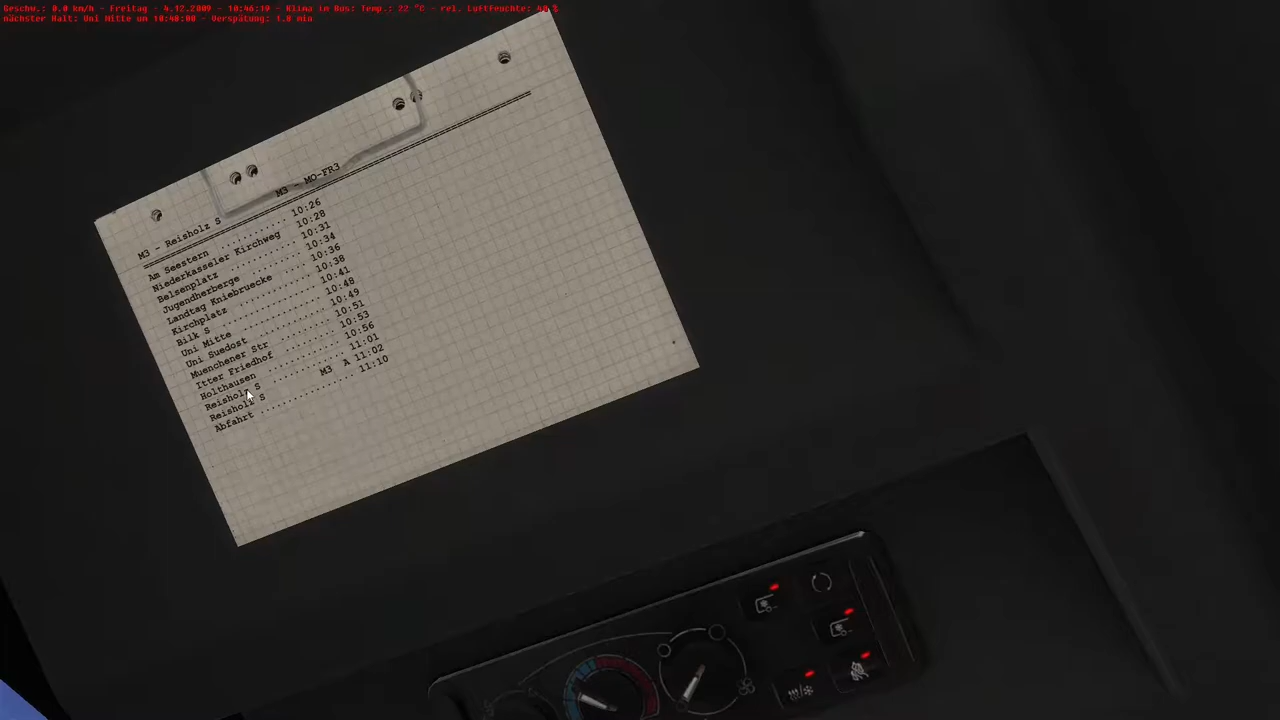 Geschw.: 0.0 km/h - Freitag - 4.12.2009 - 10:46:19 - Klima im Bus: Temp.: 22 °C - rel. Luftfeuchte: %
nächster Halt: Uni Mitte um 10:48:00 - Verspätung: min
M3 - Reisholz S M3 - MO-FR3
Am Seestern ............ 10:26
Niederkasseler Kirchweg 10:28
Belsenplatz ............ 10:31
Jugendherberge ......... 10:34
Landtag Kniebruecke .... 10:36
Kirchplatz ............. 10:38
Bilk S ................. 10:41
Uni Mitte .............. 10:48
Uni Suedost ............ 10:49
Muenchener Str ......... 10:51
Itter Friedhof ......... 10:53
Holthausen ............. 10:56
Reisholz S ............. 11:01
Reisholz S M3 A 11:02
Abfahrt ................ 11:10